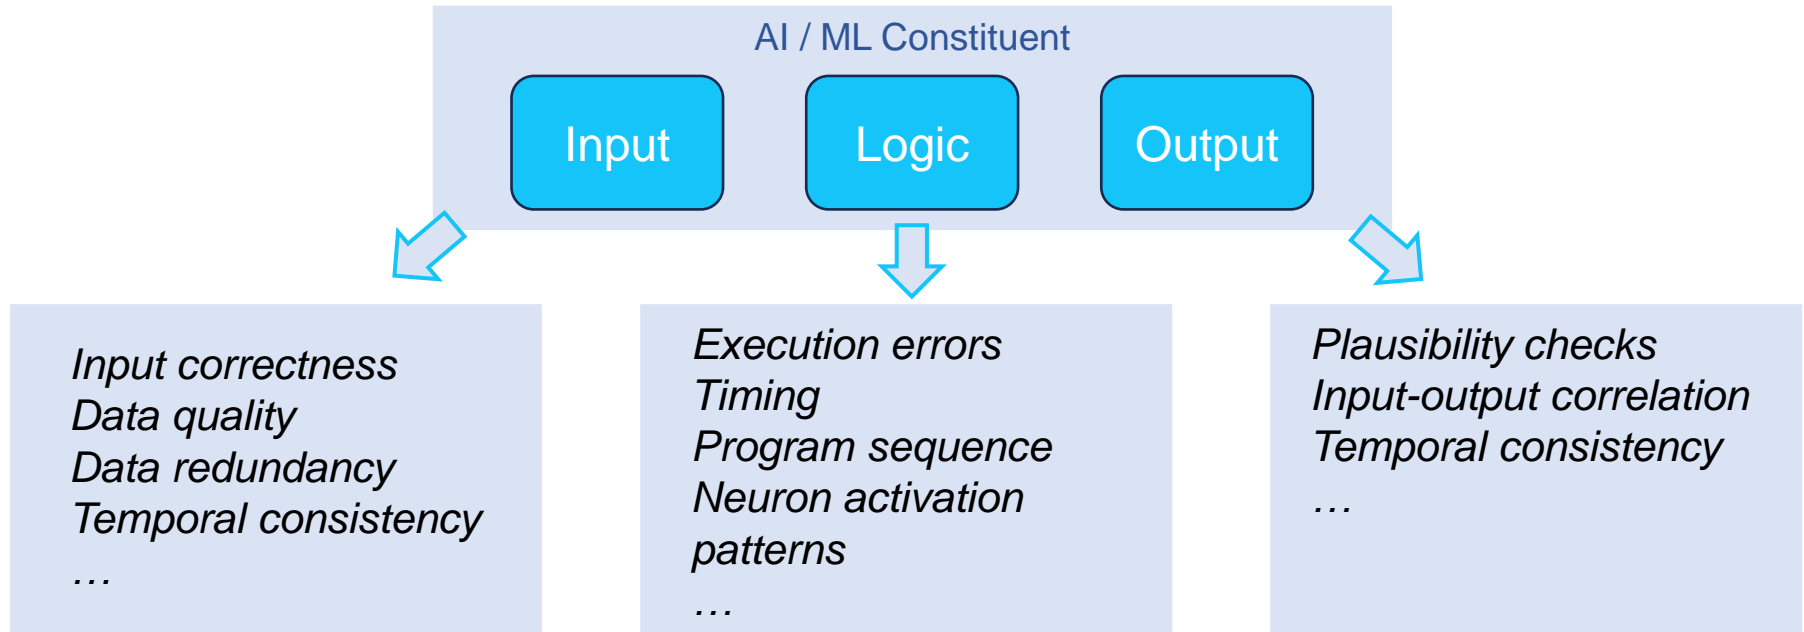 AI / ML Constituent
Input
Logic
Output
Input correctness
Data quality
Data redundancy
Temporal consistency
…
Execution errors
Timing
Program sequence
Neuron activation
patterns
…
Plausibility checks
Input-output correlation
Temporal consistency
…